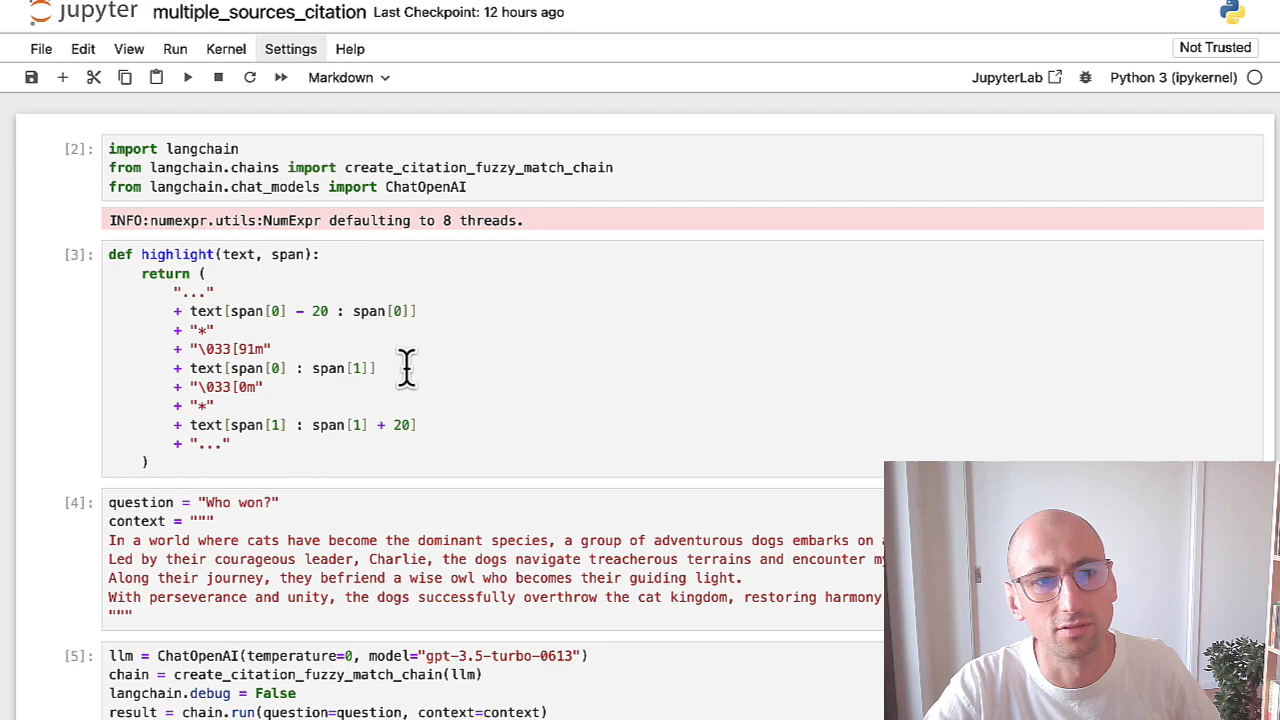 jupyter multiple_sources_citation Last Checkpoint: 12 hours ago
File Edit View Run Kernel Settings Help Not Trusted
Markdown JupyterLab Python 3 (ipykernel)
[2]: import langchain
from langchain.chains import create_citation_fuzzy_match_chain
from langchain.chat_models import ChatOpenAI
INFO:numexpr.utils:NumExpr defaulting to 8 threads.
[3]: def highlight(text, span):
return (
"..."
+ text[span[0] - 20 : span[0]]
+ "*"
+ "\033[91m"
+ text[span[0] : span[1]]
+ "\033[0m"
+ "*"
+ text[span[1] : span[1] + 20]
+ "..."
)
[4]: question = "Who won?"
context = """
In a world where cats have become the dominant species, a group of adventurous dogs embarks on
Led by their courageous leader, Charlie, the dogs navigate treacherous terrains and encounter
Along their journey, they befriend a wise owl who becomes their guiding light.
With perseverance and unity, the dogs successfully overthrow the cat kingdom, restoring harmony
"""
[5]: llm = ChatOpenAI(temperature=0, model="gpt-3.5-turbo-0613")
chain = create_citation_fuzzy_match_chain(llm)
langchain.debug = False
result = chain.run(question=question, context=context)